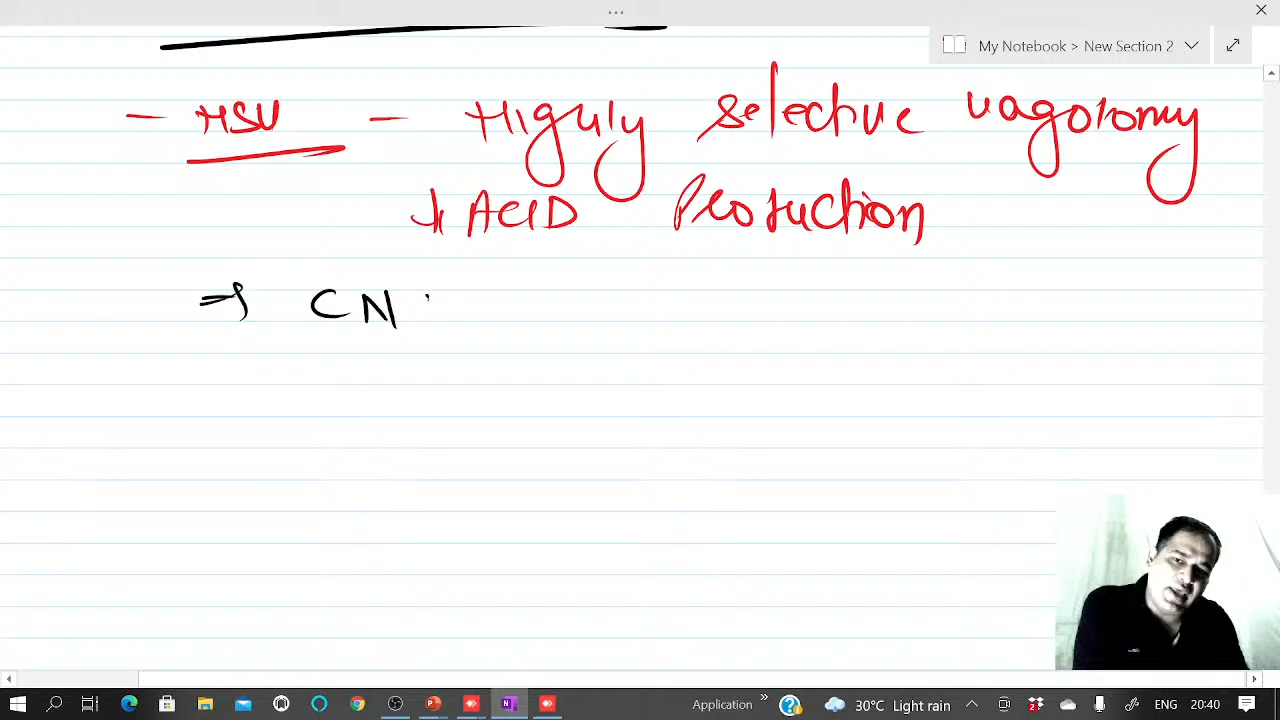 My Notebook > New Section 2
- HSV - Highly selective vagotomy
↓ ACID Production
⇒ CN
Application
30°C Light rain
ENG 20:40